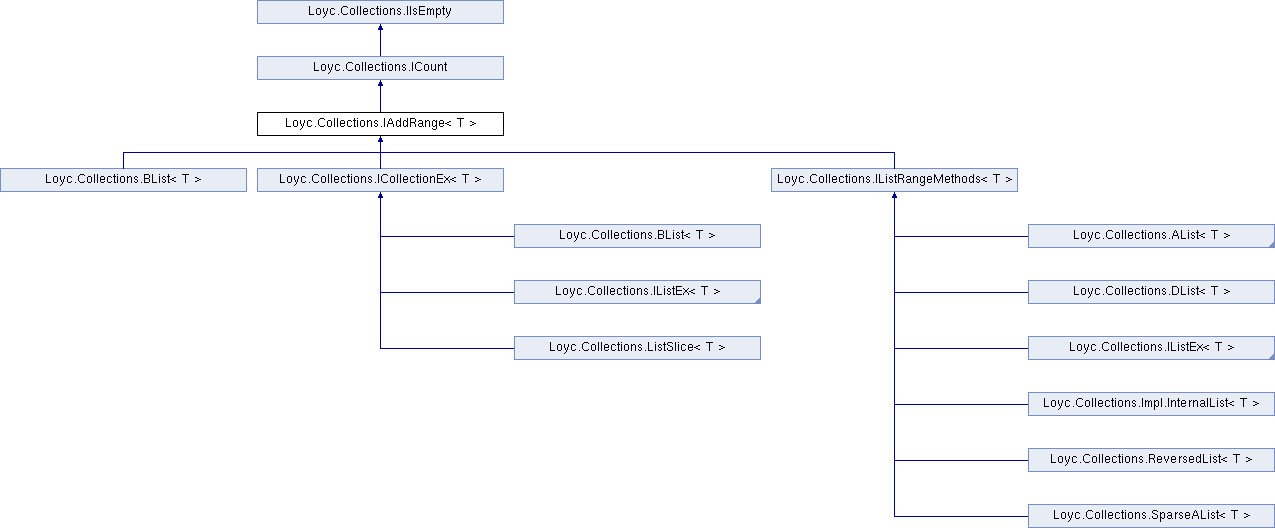 Loyc.Collections.IIsEmpty
Loyc.Collections.ICount
Loyc.Collections.IAddRange< T >
Loyc.Collections.BList< T >
Loyc.Collections.ICollectionEx< T >
Loyc.Collections.IListRangeMethods< T >
Loyc.Collections.BList< T >
Loyc.Collections.AList< T >
Loyc.Collections.IListEx< T >
Loyc.Collections.DList< T >
Loyc.Collections.ListSlice< T >
Loyc.Collections.IListEx< T >
Loyc.Collections.Impl.InternalList< T >
Loyc.Collections.ReversedList< T >
Loyc.Collections.SparseAList< T >